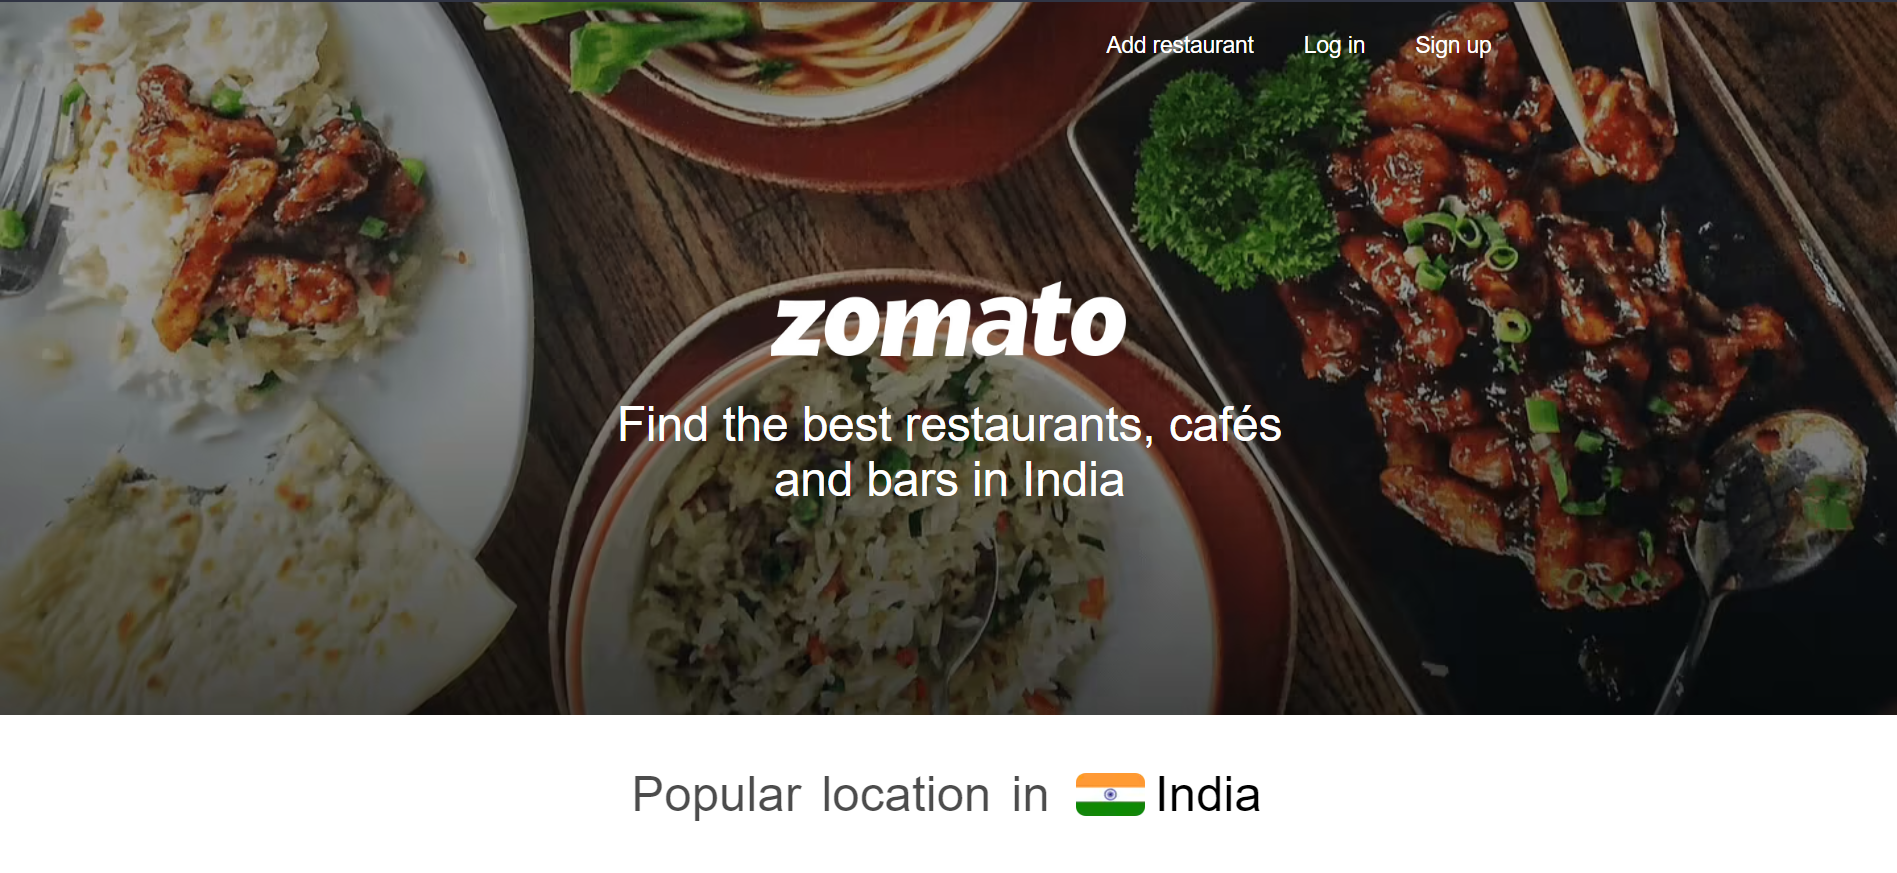 Add restaurant Log in Sign up
zomato
Find the best restaurants, cafés
and bars in India
Popular location in India